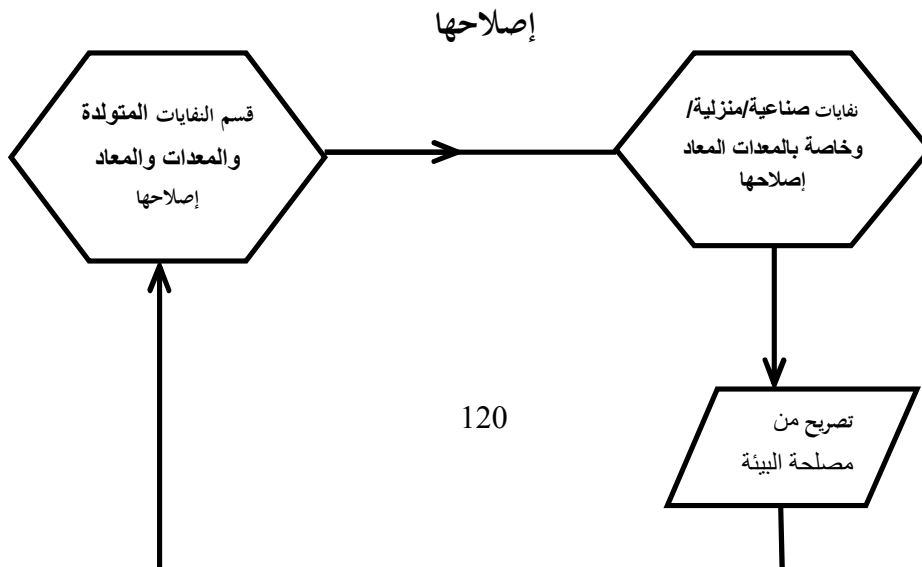 إصلاحها
نفايات صناعية/منزلية/
وخاصة بالمعدات المعاد
إصلاحها
قسم النفايات المتولدة
والمعدات والمعاد
إصلاحها
تصريح من
مصلحة البيئة
120